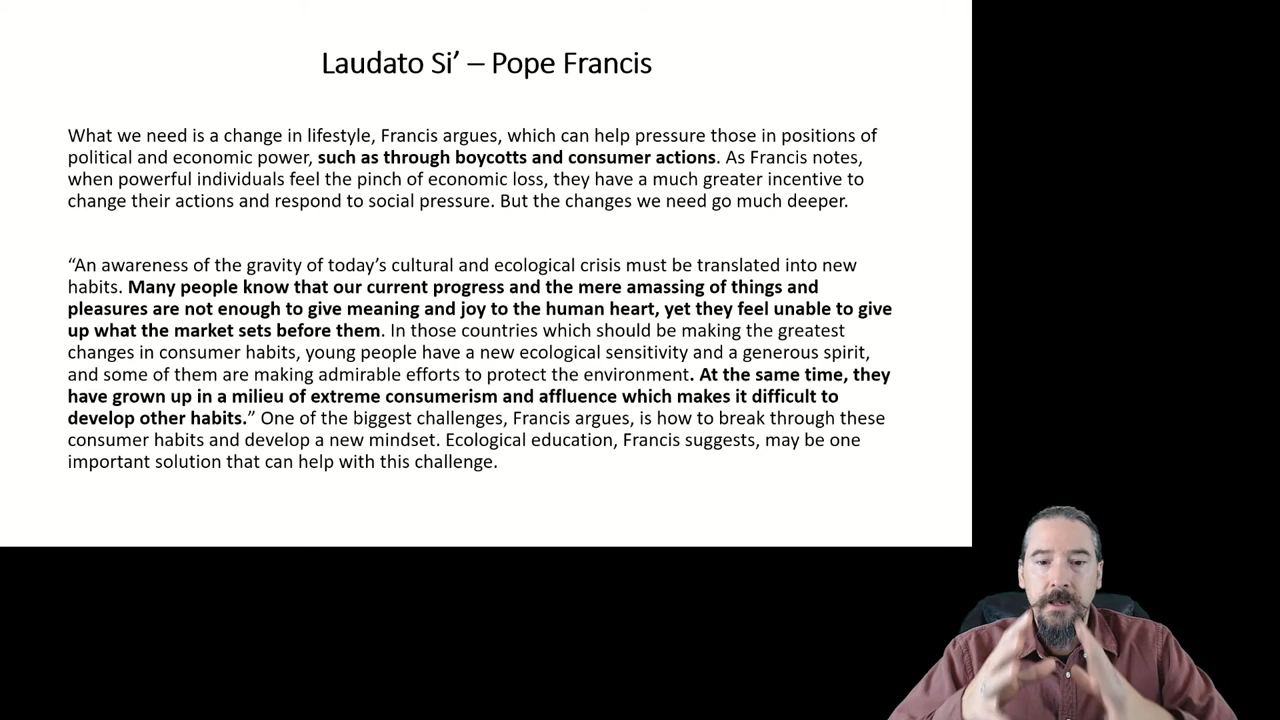 Laudato Si’ – Pope Francis
What we need is a change in lifestyle, Francis argues, which can help pressure those in positions of
political and economic power, such as through boycotts and consumer actions. As Francis notes,
when powerful individuals feel the pinch of economic loss, they have a much greater incentive to
change their actions and respond to social pressure. But the changes we need go much deeper.
“An awareness of the gravity of today’s cultural and ecological crisis must be translated into new
habits. Many people know that our current progress and the mere amassing of things and
pleasures are not enough to give meaning and joy to the human heart, yet they feel unable to give
up what the market sets before them. In those countries which should be making the greatest
changes in consumer habits, young people have a new ecological sensitivity and a generous spirit,
and some of them are making admirable efforts to protect the environment. At the same time, they
have grown up in a milieu of extreme consumerism and affluence which makes it difficult to
develop other habits.” One of the biggest challenges, Francis argues, is how to break through these
consumer habits and develop a new mindset. Ecological education, Francis suggests, may be one
important solution that can help with this challenge.